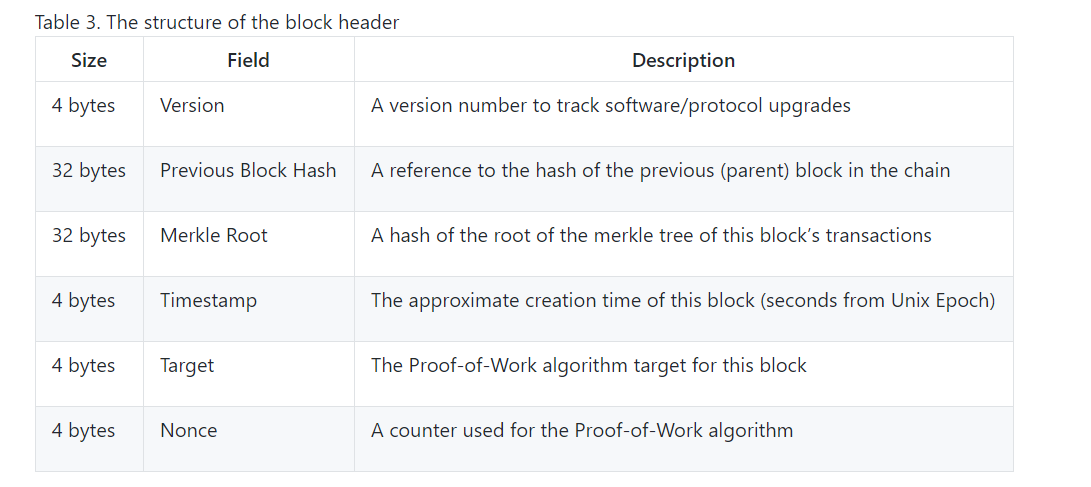 Table 3. The structure of the block header
Size Field Description
4 bytes Version A version number to track software/protocol upgrades
32 bytes Previous Block Hash A reference to the hash of the previous (parent) block in the chain
32 bytes Merkle Root A hash of the root of the merkle tree of this block’s transactions
4 bytes Timestamp The approximate creation time of this block (seconds from Unix Epoch)
4 bytes Target The Proof-of-Work algorithm target for this block
4 bytes Nonce A counter used for the Proof-of-Work algorithm